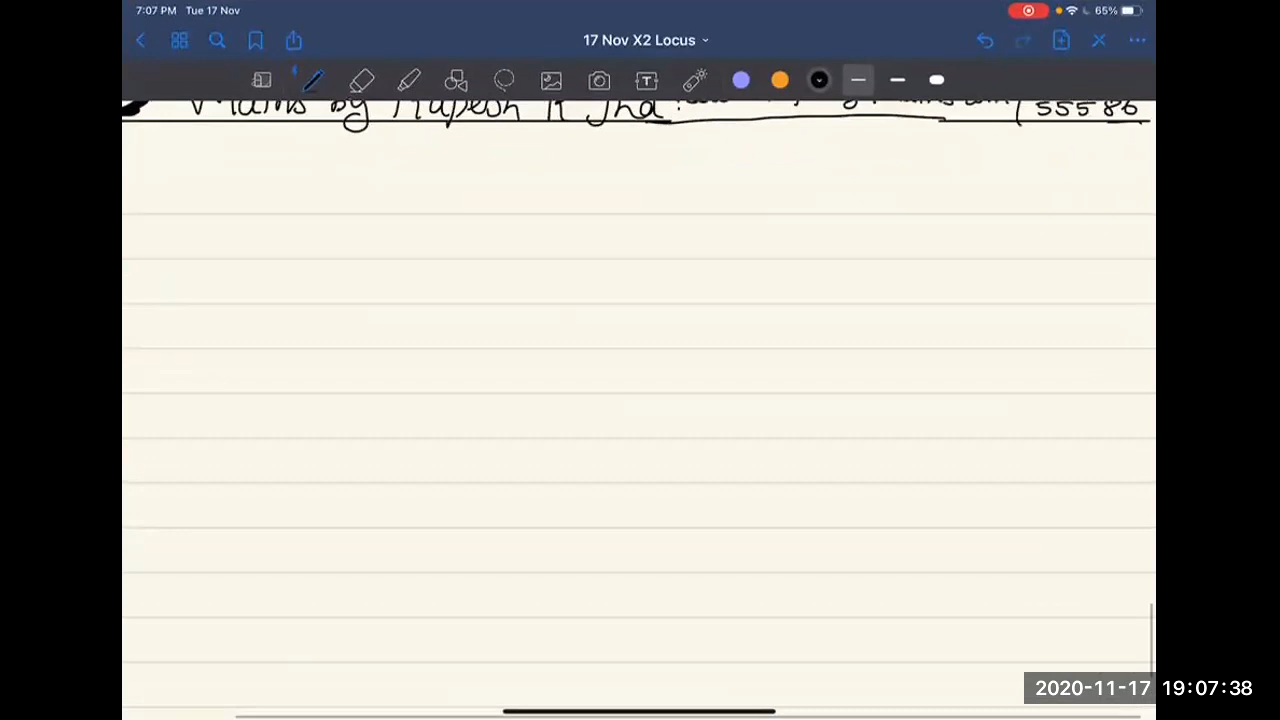 7:07 PM Tue 17 Nov 65%
17 Nov X2 Locus
T
Maths by Rupesh K Jha
55586
2020-11-17 19:07:38